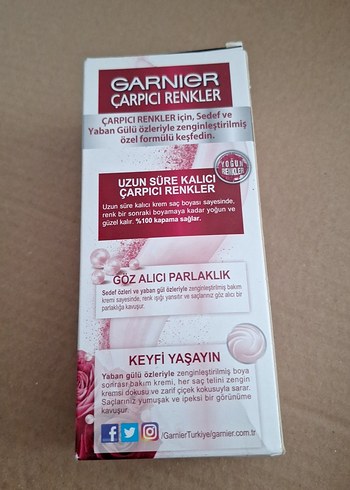 GARNIER
ÇARPICI RENKLER
ÇARPICI RENKLER için, Sedef ve
Yaban Gülü özleriyle zenginleştirilmiş
özel formülü keşfedin.
YOĞUN
RENKLER
UZUN SÜRE KALICI
ÇARPICI RENKLER
Uzun süre kalıcı krem saç boyası sayesinde,
renk bir sonraki boyamaya kadar yoğun ve
güzel kalır. %100 kapama sağlar.
GÖZ ALICI PARLAKLIK
Sedef özleri ve yaban gül özleriyle zenginleştirilmiş bakım
kremi sayesinde, renk ışığı yansıtır ve saçlarınız göz alıcı bir
parlaklığa kavuşur.
KEYFİ YAŞAYIN
Yaban gülü özleriyle zenginleştirilmiş boya
sonrası bakım kremi, her saç telini zengin
kremsi dokusu ve zarif çiçek kokusuyla sarar.
Saçlarınız yumuşak ve ipeksi bir görünüme
kavuşur.
/GarnierTurkiye/garnier.com.tr